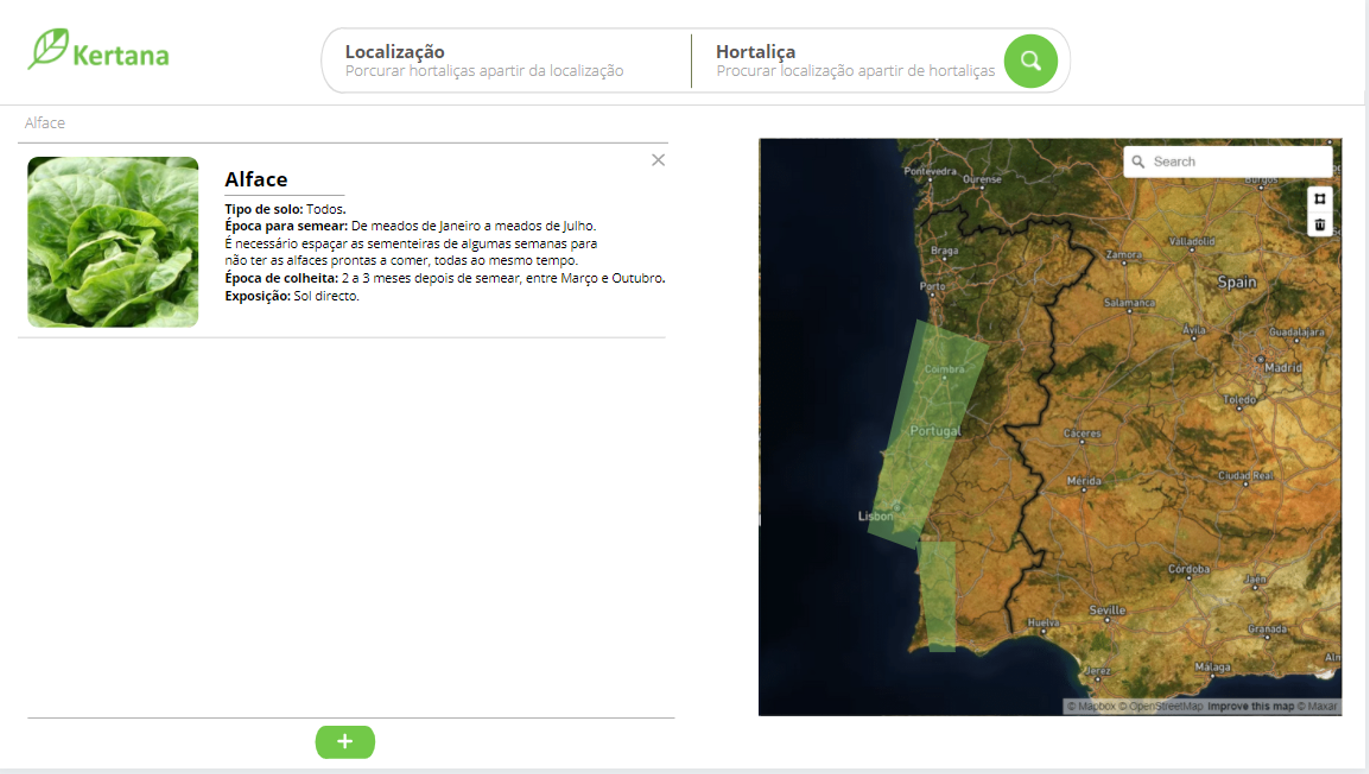 Kertana
Localização
Porcurar hortaliças apartir da localização
Hortaliça
Procurar localização apartir de hortaliças
Alface
Alface
Tipo de solo: Todos.
Época para semear: De meados de Janeiro a meados de Julho.
É necessário espaçar as sementeiras de algumas semanas para
não ter as alfaces prontas a comer, todas ao mesmo tempo.
Época de colheita: 2 a 3 meses depois de semear, entre Março e Outubro.
Exposição: Sol directo.
+
Search
Pontevedra
Ourense
Burgos
Valladolid
Braga
Zamora
Porto
Spain
Salamanca
Ávila
Guadalajara
Coimbra
Madrid
Toledo
Portugal
Cáceres
Mérida
Ciudad Real
Lisbon
Córdoba
Jaén
Seville
Huelva
Granada
Jerez
Málaga
Alm
© Mapbox © OpenStreetMap Improve this map © Maxar